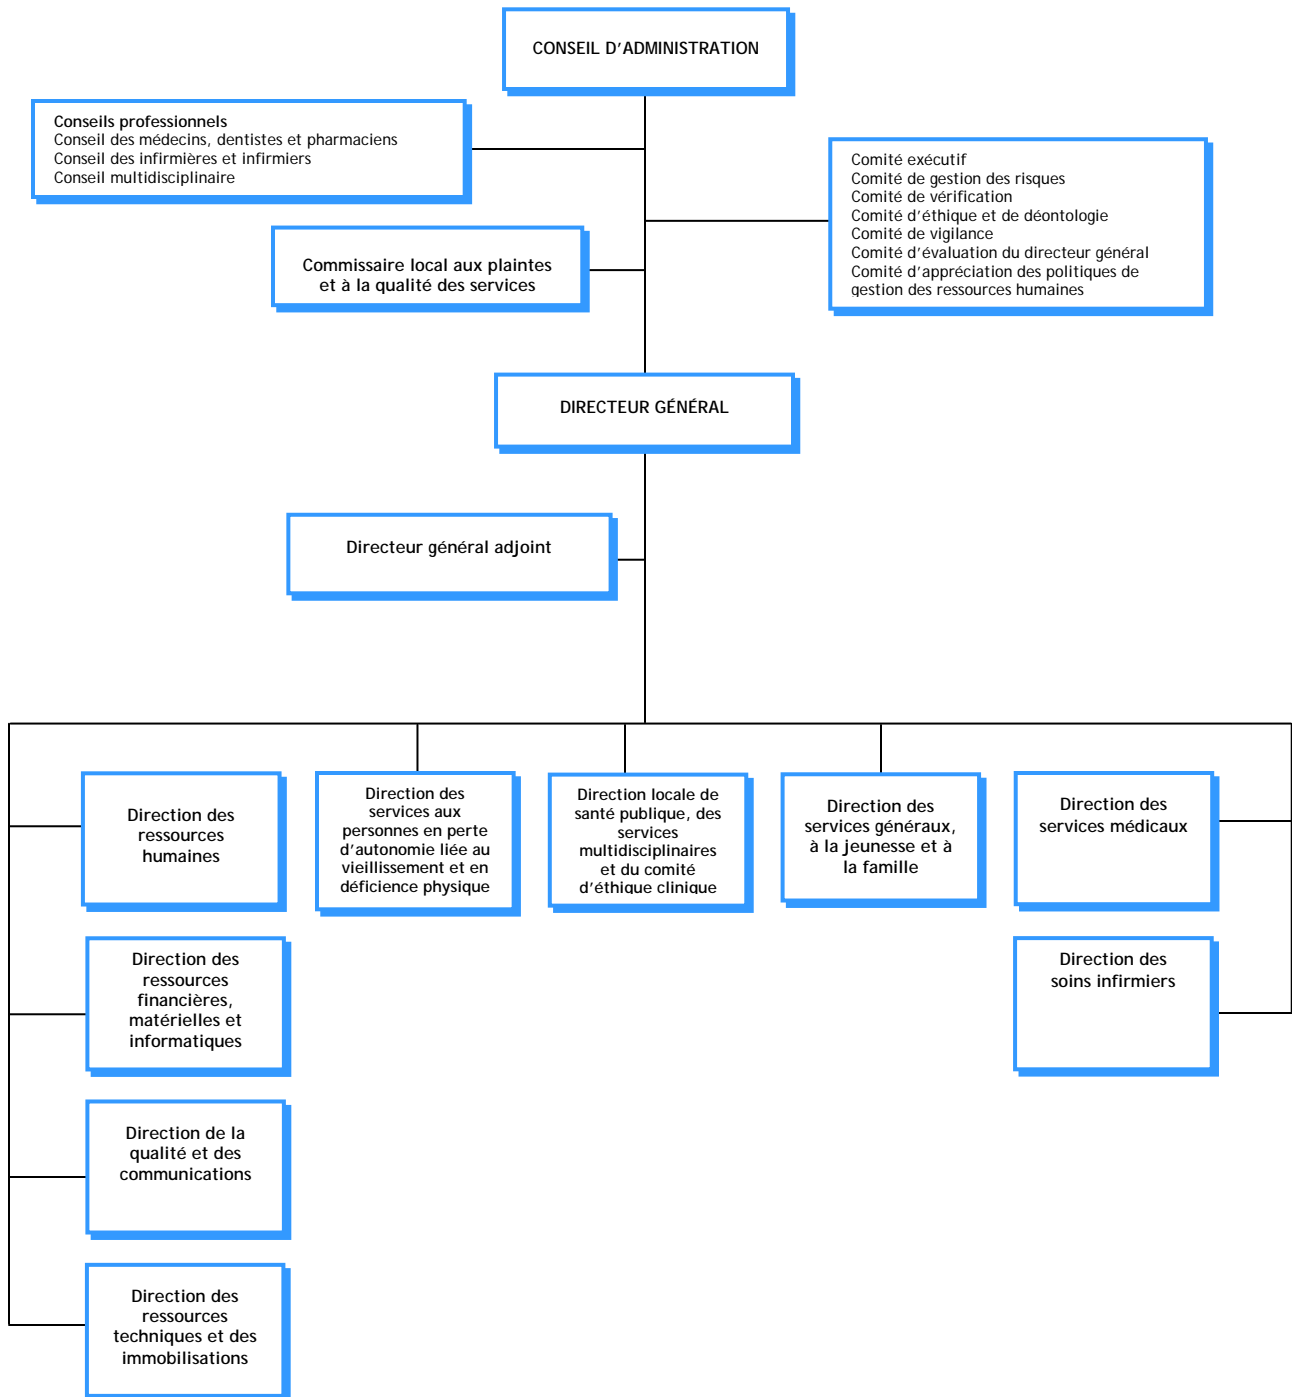 CONSEIL D'ADMINISTRATION
Conseils professionnels
Conseil des médecins, dentistes et pharmaciens
Conseil des infirmières et infirmiers
Conseil multidisciplinaire
Comité exécutif
Comité de gestion des risques
Comité de vérification
Comité d'éthique et de déontologie
Comité de vigilance
Comité d'évaluation du directeur général
Comité d'appréciation des politiques de
gestion des ressources humaines
Commissaire local aux plaintes
et à la qualité des services
DIRECTEUR GÉNÉRAL
Directeur général adjoint
Direction des
ressources
humaines
Direction des
services aux
personnes en perte
d'autonomie liée au
vieillissement et en
déficience physique
Direction locale de
santé publique, des
services
multidisciplinaires
et du comité
d'éthique clinique
Direction des
services généraux,
à la jeunesse et à
la famille
Direction des
services médicaux
Direction des
ressources
financières,
matérielles et
informatiques
Direction des
soins infirmiers
Direction de la
qualité et des
communications
Direction des
ressources
techniques et des
immobilisations